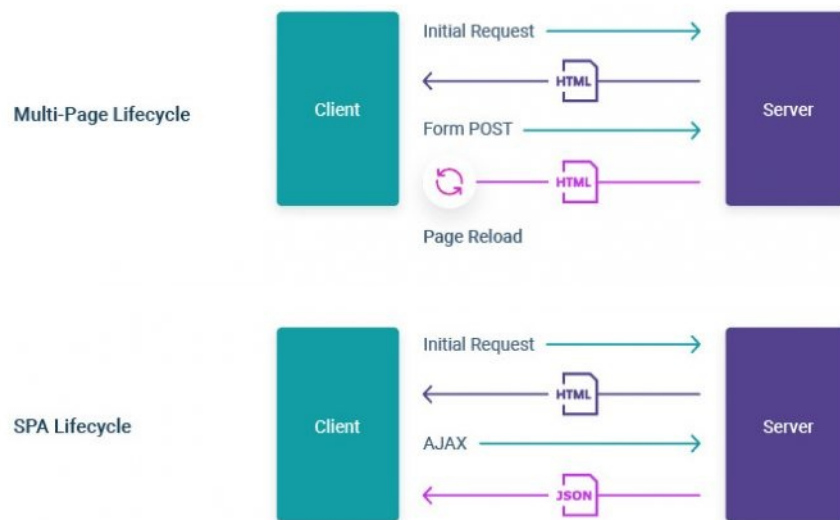 Multi-Page Lifecycle
Client
Initial Request
HTML
Form POST
HTML
Page Reload
Server
SPA Lifecycle
Client
Initial Request
HTML
AJAX
JSON
Server